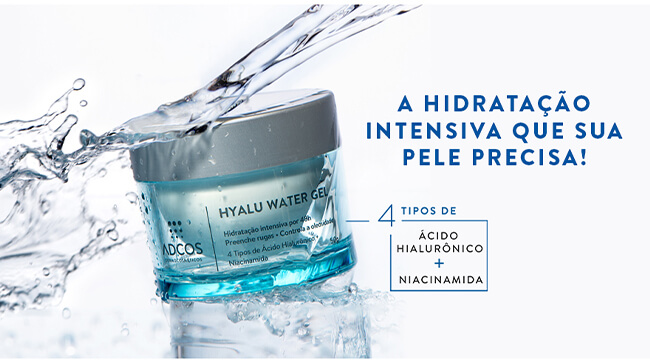 A HIDRATAÇÃO
INTENSIVA QUE SUA
PELE PRECISA!
HYALU WATER GEL
Hidratação intensiva por 48h
Preenche rugas • Controla a oleosidade
4 Tipos de Ácido Hialurônico
Niacinamida
ADCOS
4 TIPOS DE
ÁCIDO
HIALURÔNICO
+
NIACINAMIDA